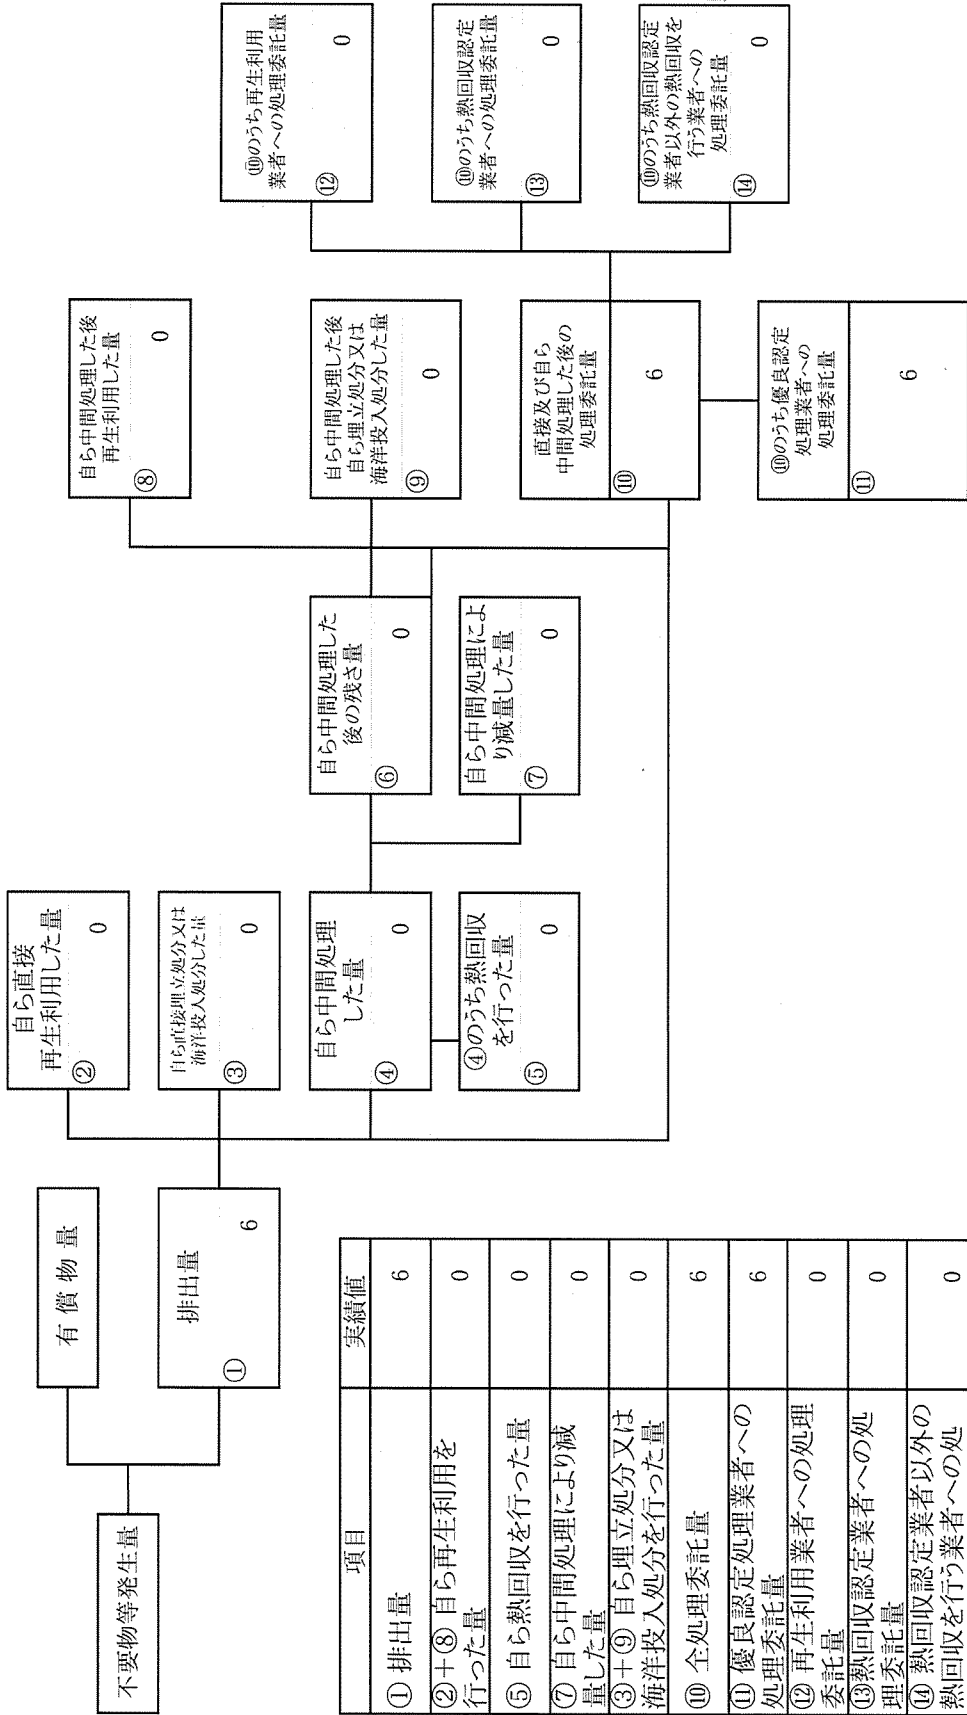 不要物等発生量
有償物量
排出量
① 6
自ら直接
再生利用した量
② 0
自ら直接埋立処分又は
海洋投入処分した量
③ 0
自ら中間処理
した量
④ 0
④のうち熱回収
を行った量
⑤ 0
自ら中間処理した
後の残さ量
⑥ 0
自ら中間処理によ
り減量した量
⑦ 0
自ら中間処理した後
再生利用した量
⑧ 0
自ら中間処理した後
自ら埋立処分又は
海洋投入処分した量
⑨ 0
直接及び自ら
中間処理した後の
処理委託量
⑩ 6
⑩のうち優良認定
処理業者への
処理委託量
⑪ 6
⑩のうち再生利用
業者への処理委託量
⑫ 0
⑩のうち熱回収認定
業者への処理委託量
⑬ 0
⑩のうち熱回収認定
業者以外の熱回収を
行う業者への
処理委託量
⑭ 0
項目 実績値
①排出量 6
②+⑧ 自ら再生利用を
行った量 0
⑤ 自ら熱回収を行った量 0
⑦ 自ら中間処理により減
量した量 0
③+⑨ 自ら埋立処分又は
海洋投入処分を行った量 0
⑩ 全処理委託量 6
⑪ 優良認定処理業者への
処理委託量 6
⑫ 再生利用業者への処理
委託量 0
⑬熱回収認定業者への処
理委託量 0
⑭ 熱回収認定業者以外の
熱回収を行う業者への処 0